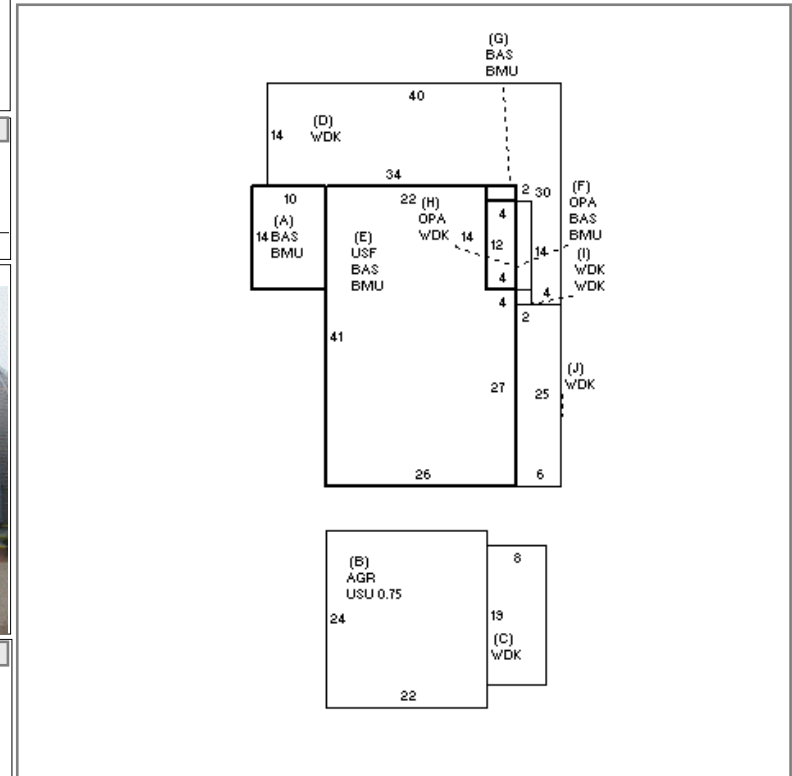 (G)
BAS
BMU
40
(D)
WDK
14
34
10
22
2
30
(F)
OPA
BAS
BMU
(H)
OPA
WDK
14
4
12
4
14
(A)
BAS
BMU
14
(E)
USF
BAS
BMU
(I)
WDK
WDK
4
4
2
41
27
25
(J)
WDK
26
6
(B)
AGR
USU 0.75
24
22
8
19
(C)
WDK